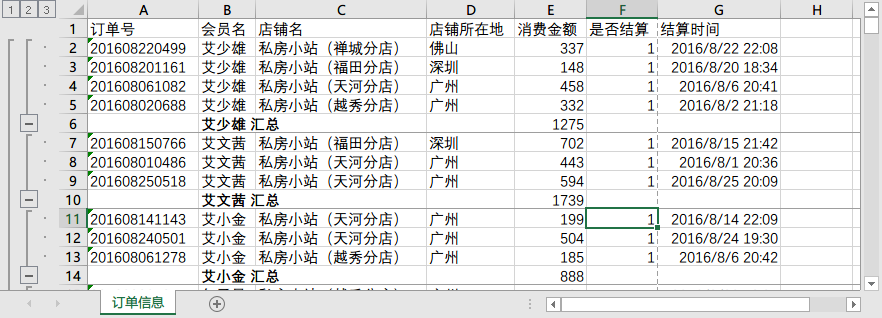 1 2 3 A B C D E F G H
1 订单号 会员名 店铺名 店铺所在地 消费金额 是否结算 结算时间
2 201608220499 艾少雄 私房小站（禅城分店） 佛山 337 1 2016/8/22 22:08
3 201608201161 艾少雄 私房小站（福田分店） 深圳 148 1 2016/8/20 18:34
4 201608061082 艾少雄 私房小站（天河分店） 广州 458 1 2016/8/6 20:41
5 201608020688 艾少雄 私房小站（越秀分店） 广州 332 1 2016/8/2 21:18
6 艾少雄 汇总 1275
7 201608150766 艾文茜 私房小站（福田分店） 深圳 702 1 2016/8/15 21:42
8 201608010486 艾文茜 私房小站（天河分店） 广州 443 1 2016/8/1 20:36
9 201608250518 艾文茜 私房小站（天河分店） 广州 594 1 2016/8/25 20:09
10 艾文茜 汇总 1739
11 201608141143 艾小金 私房小站（天河分店） 广州 199 1 2016/8/14 22:09
12 201608240501 艾小金 私房小站（天河分店） 广州 504 1 2016/8/24 19:30
13 201608061278 艾小金 私房小站（越秀分店） 广州 185 1 2016/8/6 20:42
14 艾小金 汇总 888
订单信息